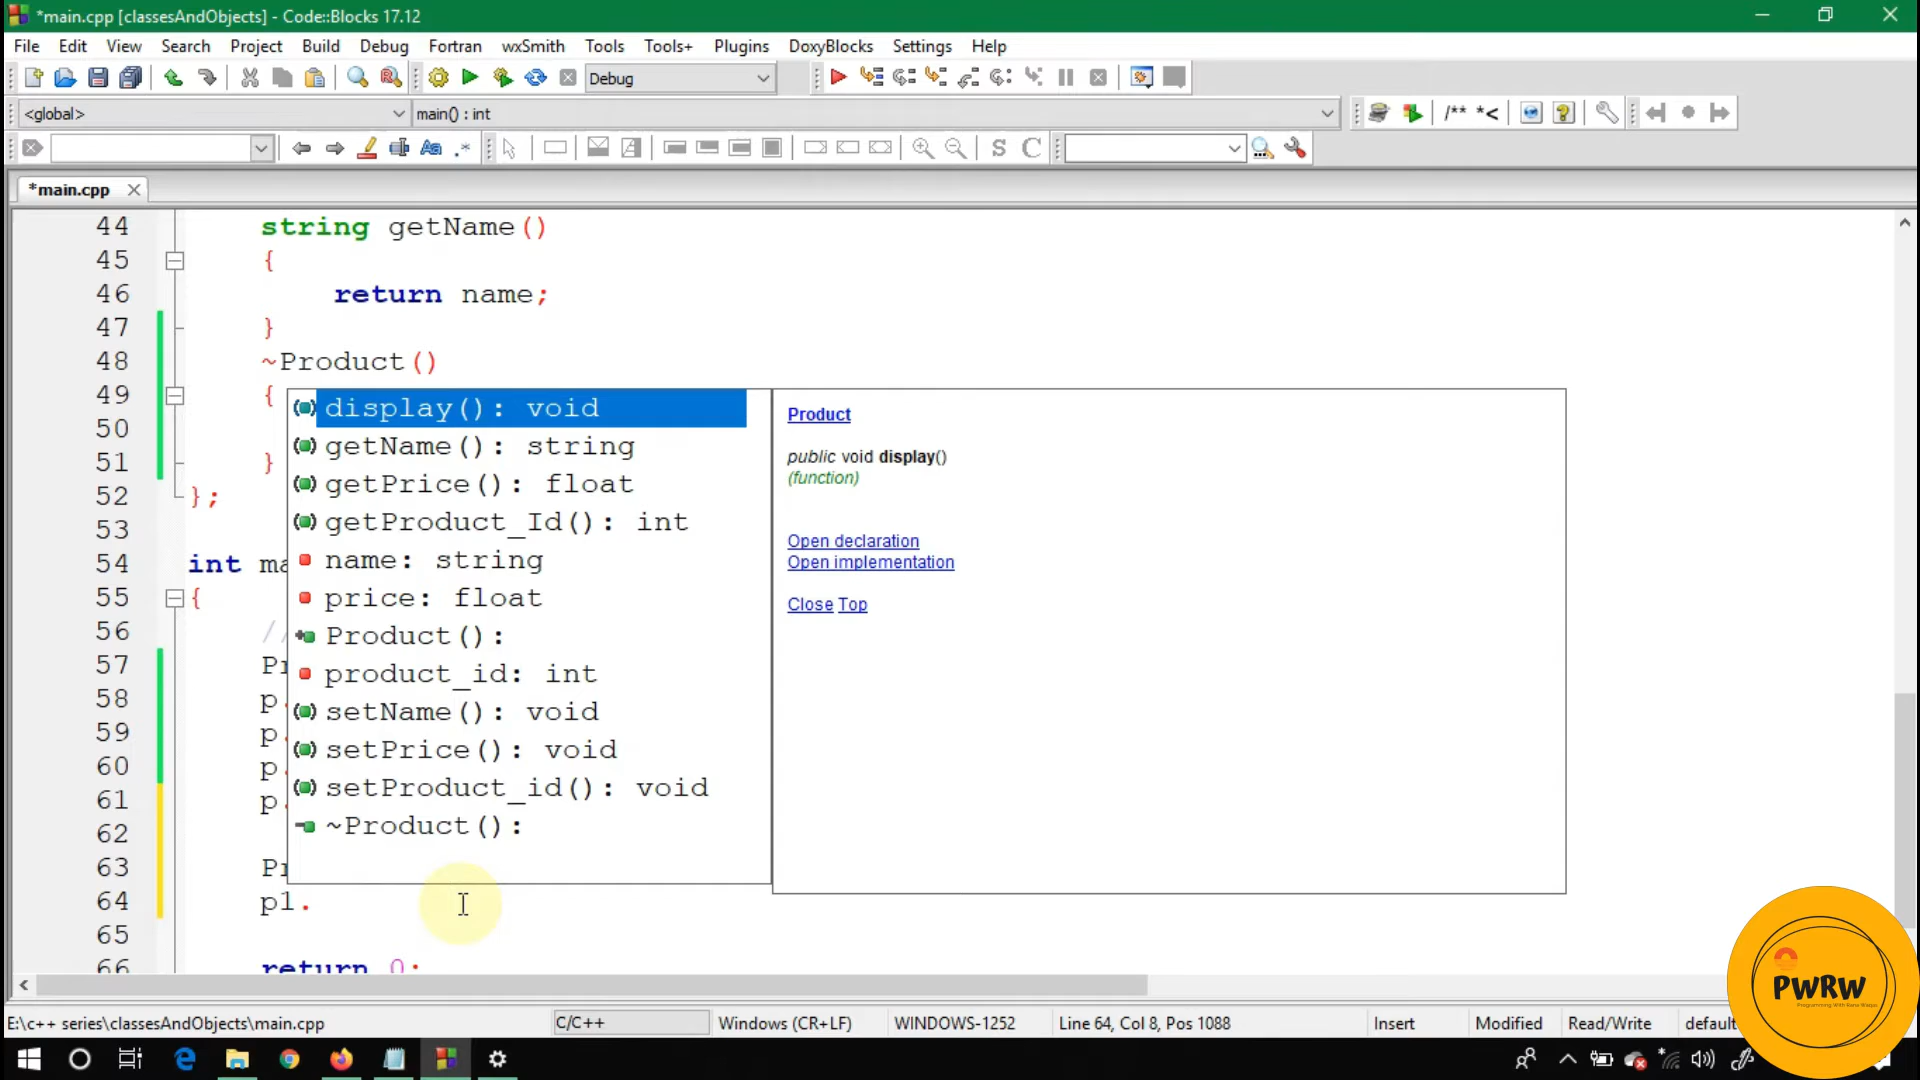 *main.cpp [classesAndObjects] - Code::Blocks 17.12
File Edit View Search Project Build Debug Fortran wxSmith Tools Tools+ Plugins DoxyBlocks Settings Help
Debug
<global> main() : int /** *<
Aa .* S C
*main.cpp
44 string getName()
45 {
46 return name;
47 }
48 ~Product()
49 {
50
51 }
52 };
53
54 int ma
55 {
56 //
57 Pr
58 p.
59 p.
60 p.
61 p.
62
63 Pr
64 p1.
65
66 return 0;
display(): void
getName(): string
getPrice(): float
getProduct_Id(): int
name: string
price: float
Product():
product_id: int
setName(): void
setPrice(): void
setProduct_id(): void
~Product():
Product
public void display()
(function)
Open declaration
Open implementation
Close Top
E:\c++ series\classesAndObjects\main.cpp C/C++ Windows (CR+LF) WINDOWS-1252 Line 64, Col 8, Pos 1088 Insert Modified Read/Write default
PWRW